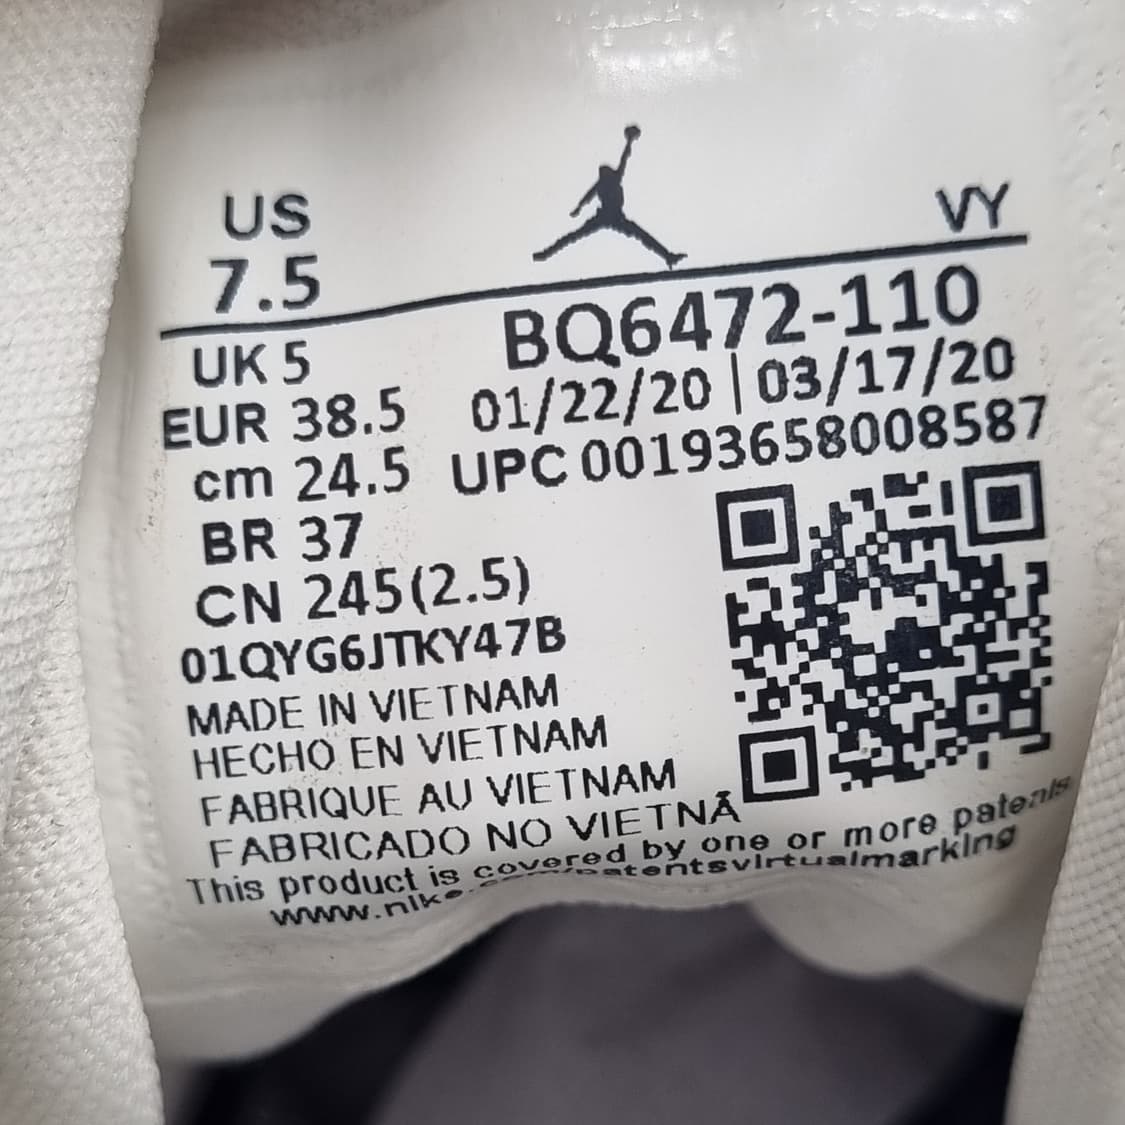 US
7.5
VY
UK 5
BQ6472-110
EUR 38.5
01/22/20 | 03/17/20
cm 24.5
UPC 00193658008587
BR 37
CN 245(2.5)
01QYG6JTKY47B
MADE IN VIETNAM
HECHO EN VIETNAM
FABRIQUE AU VIETNAM
FABRICADO NO VIETNÃ
This product is covered by one or more patents
www.nike.com/patentsvirtualmarking